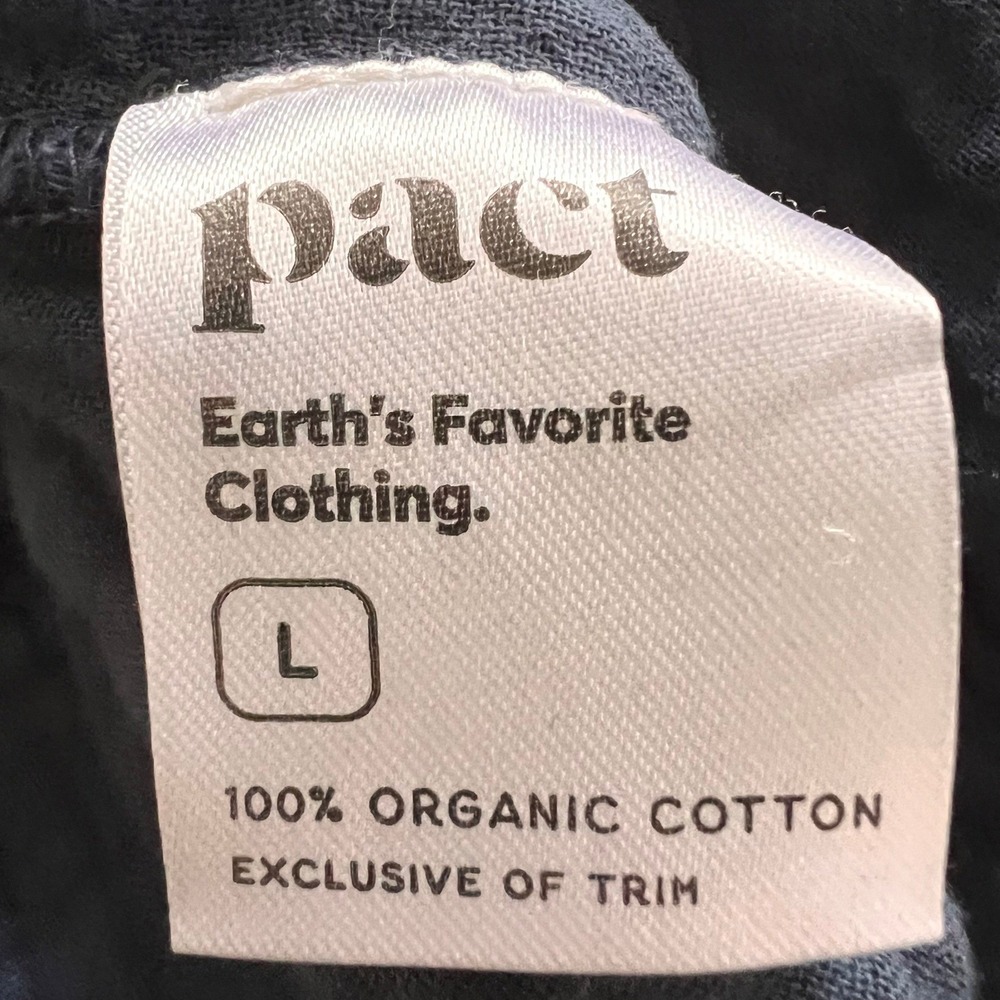 pact
Earth's Favorite
Clothing.
L
100% ORGANIC COTTON
EXCLUSIVE OF TRIM